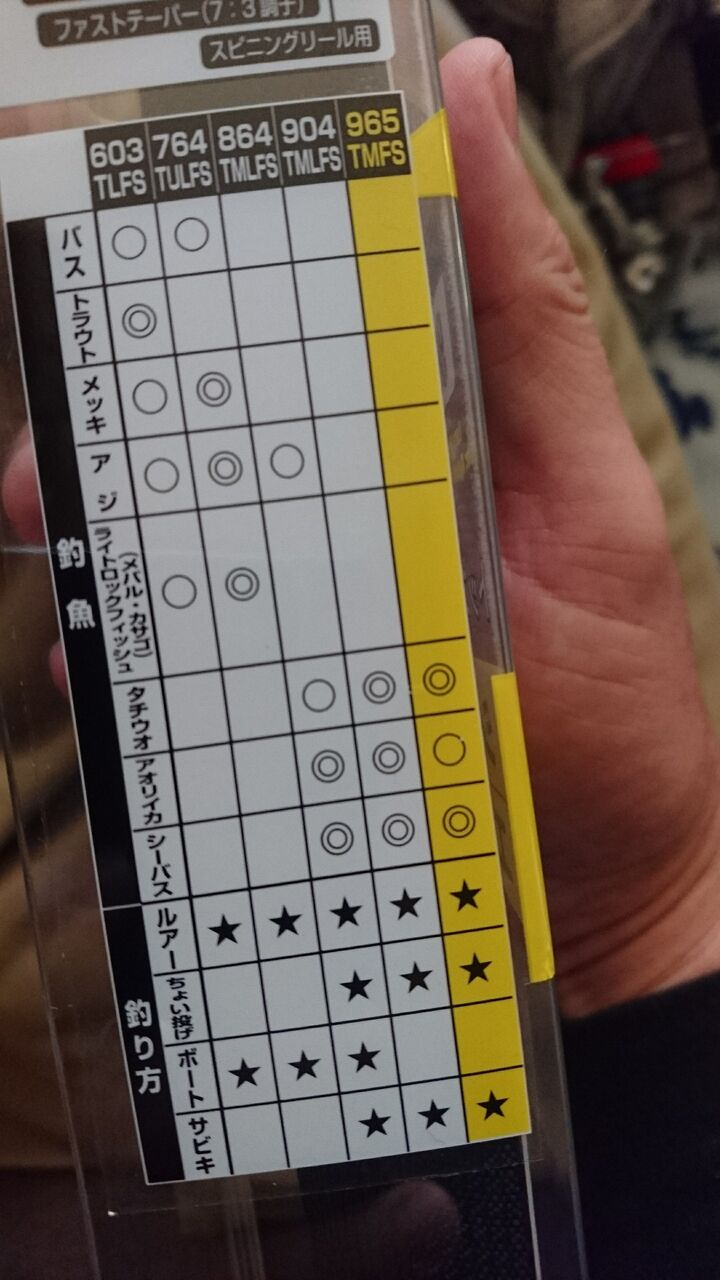 ファストテーパー(7：3調子)
スピニングリール用
603 764 864 904 965
TLFS TULFS TMLFS TMLFS TMFS
釣魚
バス ○ ○
トラウト ◎
メッキ ○ ◎
アジ ○ ◎ ○
ライトロックフィッシュ
(メバル・カサゴ) ○ ◎
タチウオ ○ ◎ ◎
アオリイカ ◎ ◎ ○
シーバス ◎ ◎ ◎
釣り方
ルアー ★ ★ ★ ★ ★
ちょい投げ ★ ★ ★
ボート ★ ★ ★
サビキ ★ ★ ★